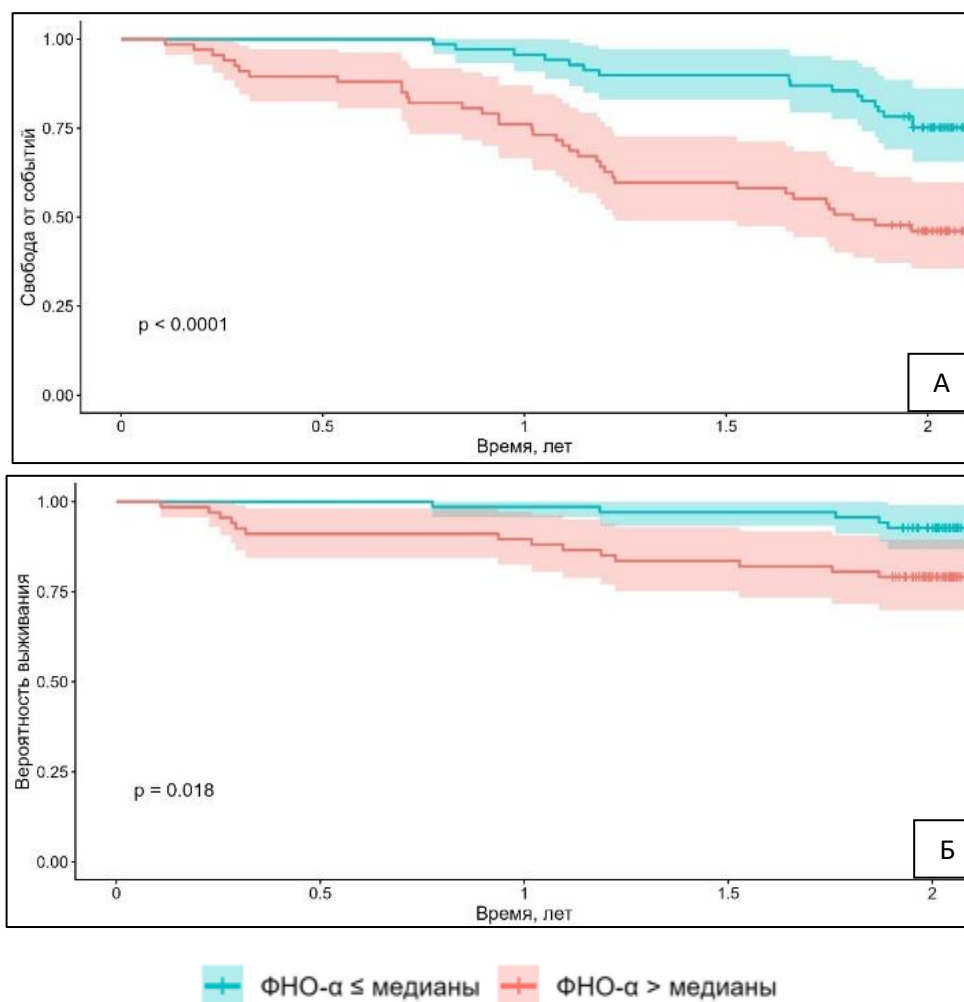 1.00
0.75
0.50
0.25
0.00
Свобода от событий
p < 0.0001
А
0
0.5
1
1.5
2
Время, лет
1.00
0.75
0.50
0.25
0.00
Вероятность выживания
p = 0.018
Б
0
0.5
1
1.5
2
Время, лет
ФНО-α ≤ медианы ФНО-α > медианы